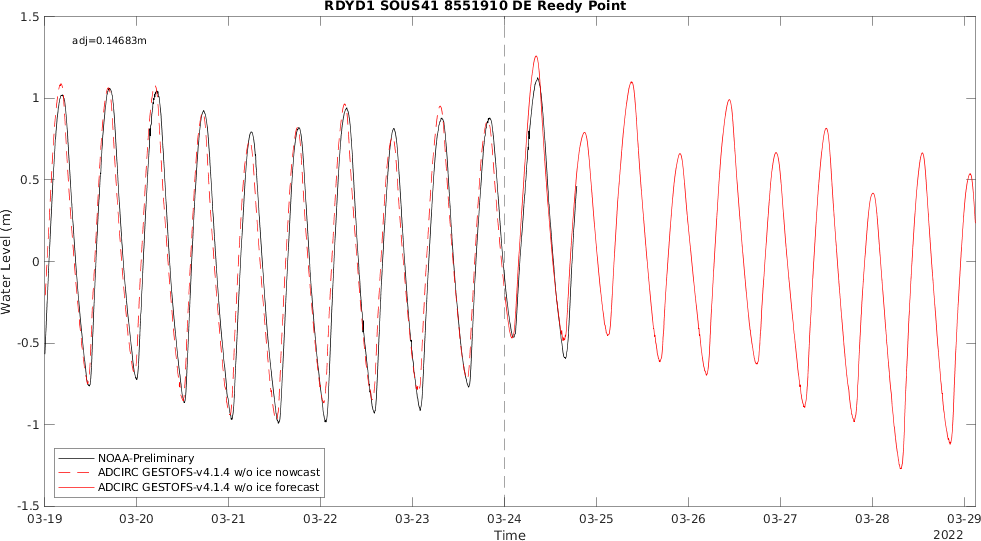 RDYD1 SOUS41 8551910 DE Reedy Point
adj=0.14683m
1.5
1
0.5
0
-0.5
-1
-1.5
Water Level (m)
NOAA-Preliminary
ADCIRC GESTOFS-v4.1.4 w/o ice nowcast
ADCIRC GESTOFS-v4.1.4 w/o ice forecast
03-19 03-20 03-21 03-22 03-23 03-24 03-25 03-26 03-27 03-28 03-29
Time
2022